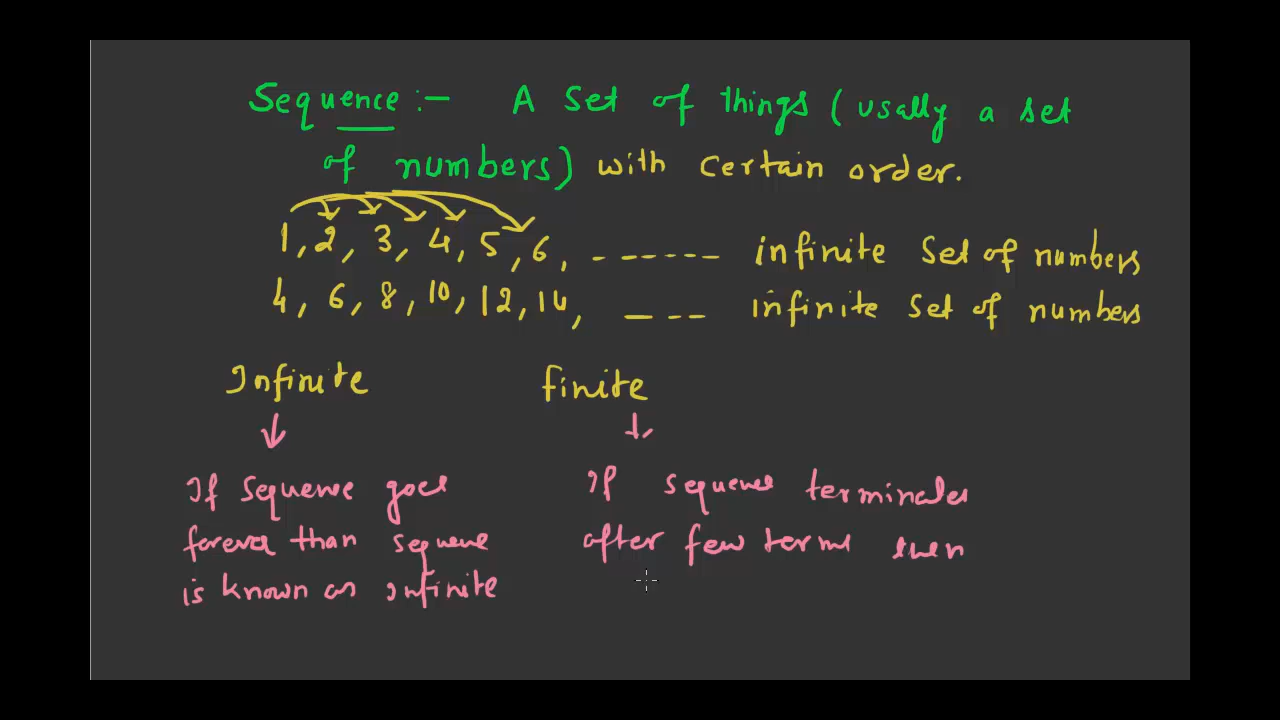 Sequence :- A set of things (usally a set
of numbers) with certain order.
1, 2, 3, 4, 5, 6, ------- infinite set of numbers
4, 6, 8, 10, 12, 14, --- infinite set of numbers
Infinite finite
If sequence goes
forever than sequence
is known as infinite
If sequence terminates
after few terms then